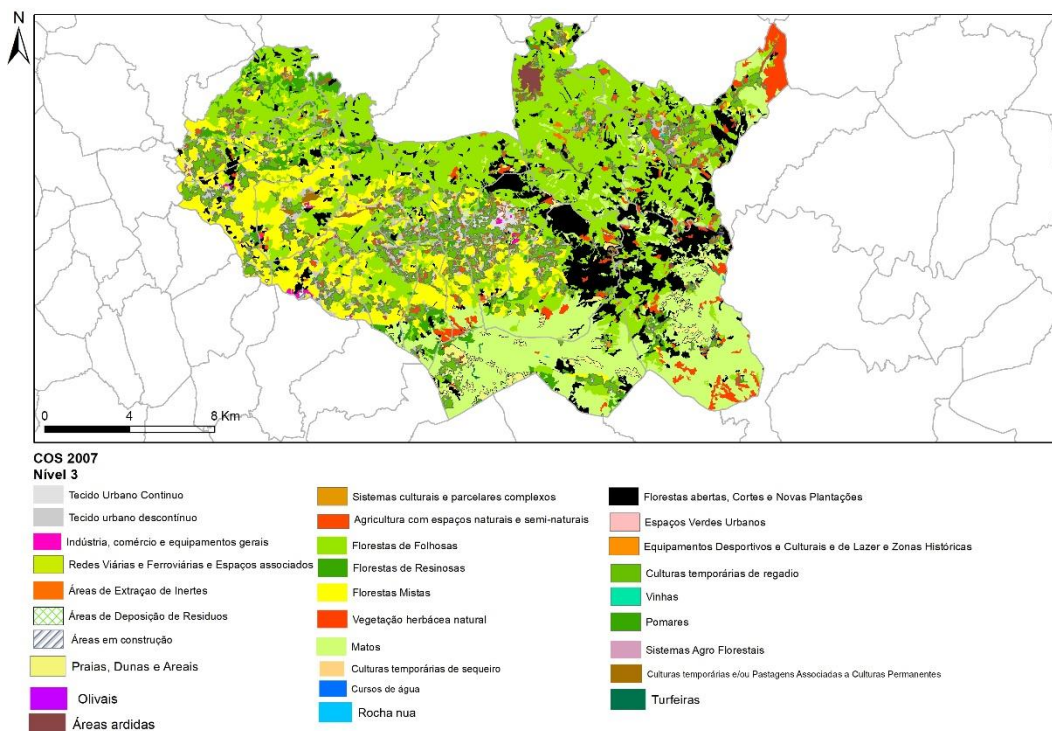 N
0 4 8 Km
COS 2007
Nível 3
Tecido Urbano Continuo
Tecido urbano descontínuo
Indústria, comércio e equipamentos gerais
Redes Viárias e Ferroviárias e Espaços associados
Áreas de Extraçao de Inertes
Áreas de Deposição de Residuos
Áreas em construção
Praias, Dunas e Areais
Olivais
Áreas ardidas
Sistemas culturais e parcelares complexos
Agricultura com espaços naturais e semi-naturais
Florestas de Folhosas
Florestas de Resinosas
Florestas Mistas
Vegetação herbácea natural
Matos
Culturas temporárias de sequeiro
Cursos de água
Rocha nua
Florestas abertas, Cortes e Novas Plantações
Espaços Verdes Urbanos
Equipamentos Desportivos e Culturais e de Lazer e Zonas Históricas
Culturas temporárias de regadio
Vinhas
Pomares
Sistemas Agro Florestais
Culturas temporárias e/ou Pastagens Associadas a Culturas Permanentes
Turfeiras